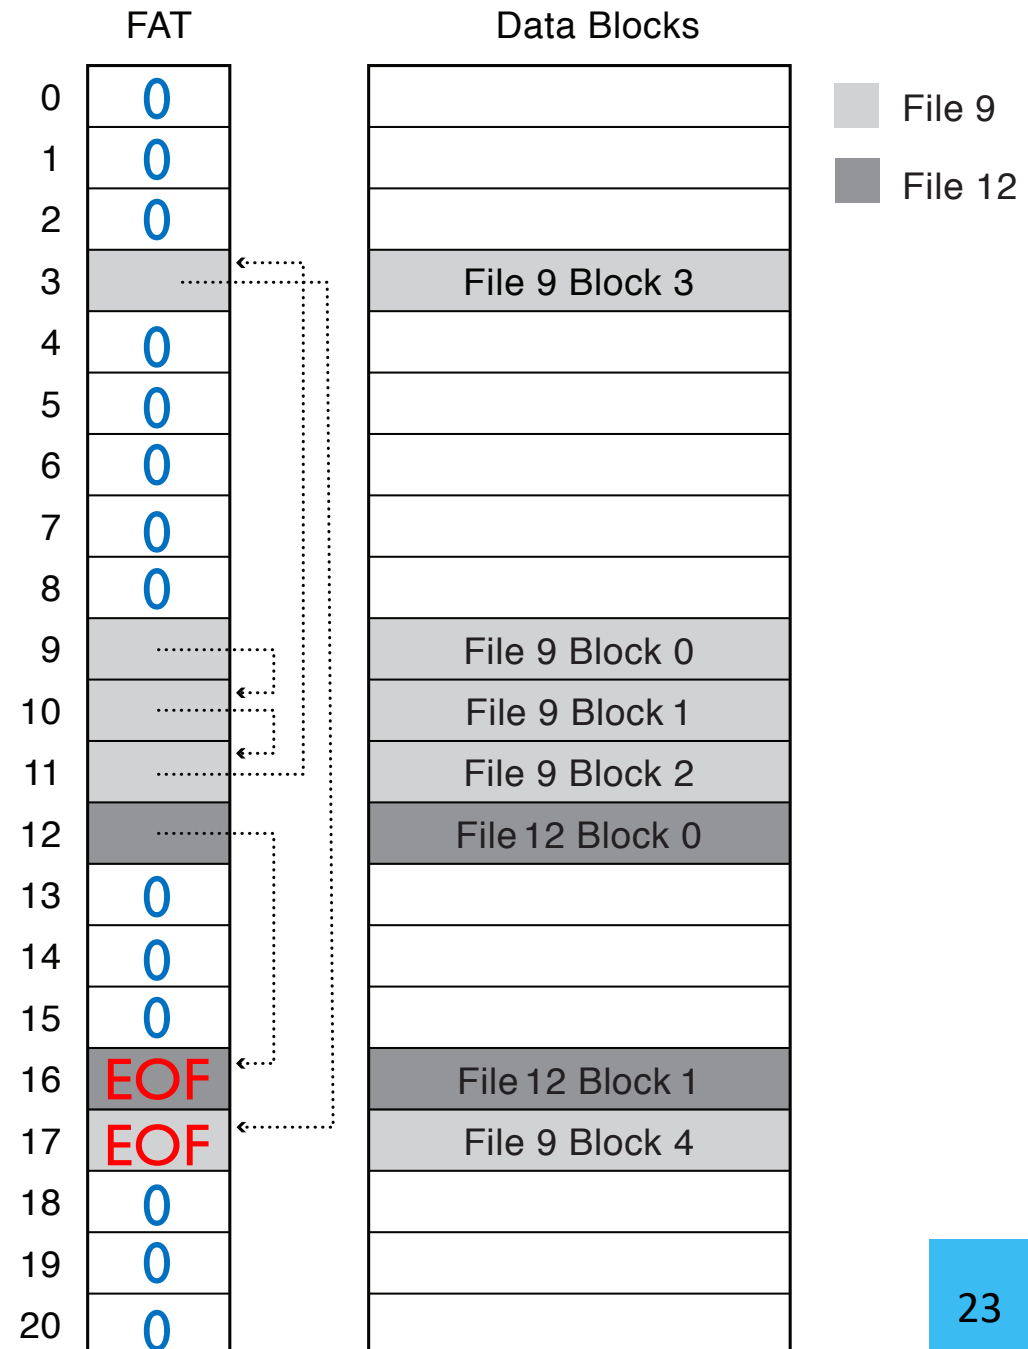 FAT Data Blocks
0 0 File 9
1 0
2 0 File 12
3 File 9 Block 3
4 0
5 0
6 0
7 0
8 0
9 File 9 Block 0
10 File 9 Block 1
11 File 9 Block 2
12 File 12 Block 0
13 0
14 0
15 0
16 EOF File 12 Block 1
17 EOF File 9 Block 4
18 0
19 0
20 0
23